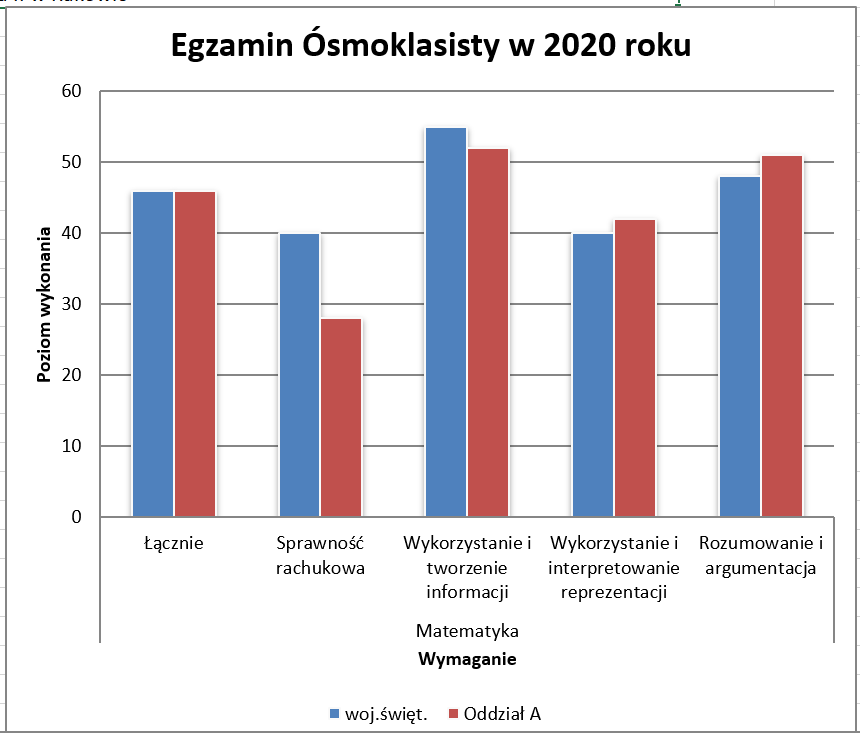 Egzamin Ósmoklasisty w 2020 roku
Poziom wykonania
60
50
40
30
20
10
0
Łącznie
Sprawność
rachukowa
Wykorzystanie i
tworzenie
informacji
Wykorzystanie i
interpretowanie
reprezentacji
Rozumowanie i
argumentacja
Matematyka
Wymaganie
woj.święt.
Oddział A